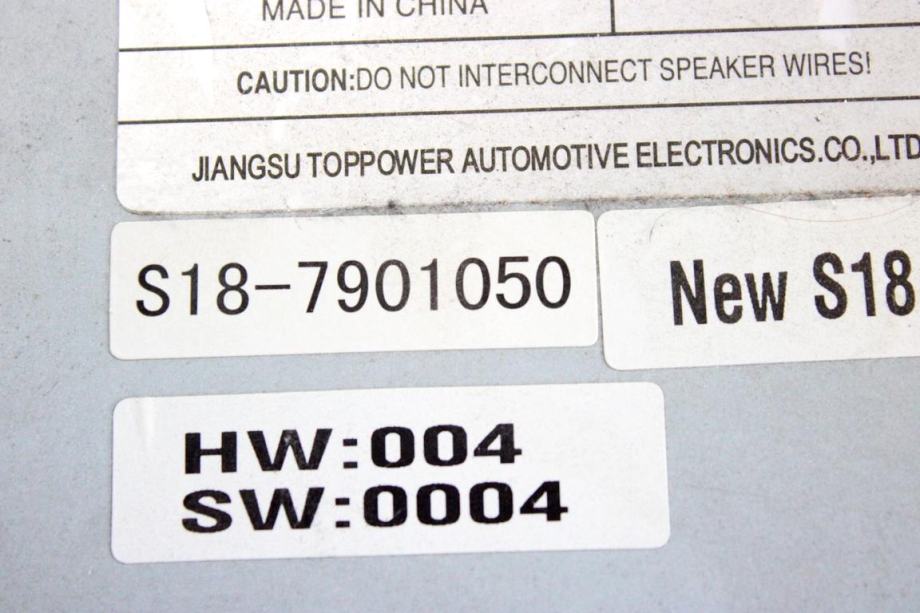 MADE IN CHINA
CAUTION:DO NOT INTERCONNECT SPEAKER WIRES!
JIANGSU TOPPOWER AUTOMOTIVE ELECTRONICS.CO.,LTD
S18-7901050
New S18
HW:004
SW:0004